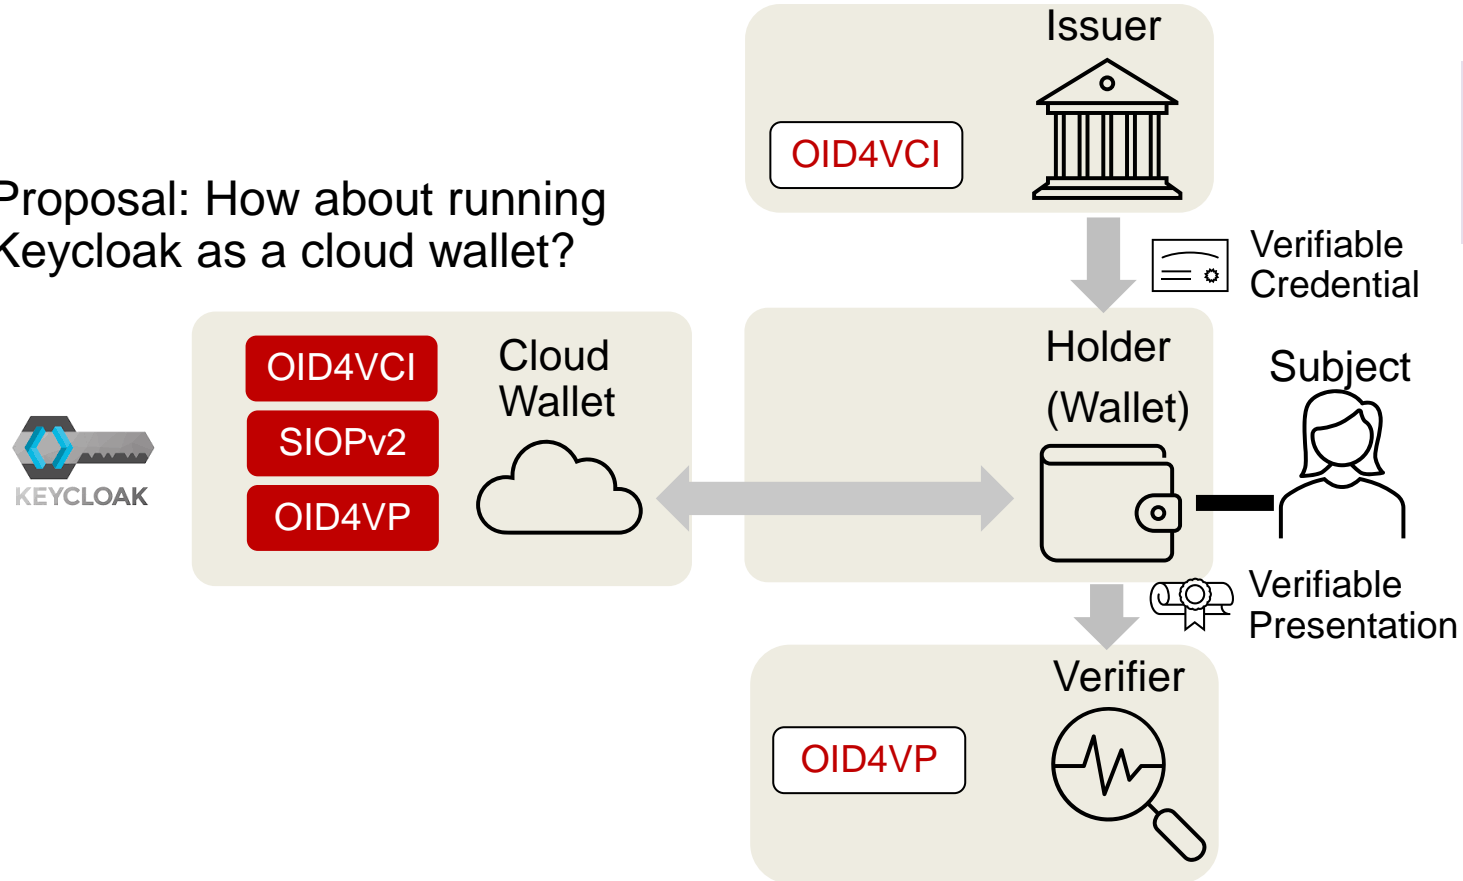 Issuer
OID4VCI
Proposal: How about running
Keycloak as a cloud wallet?
Verifiable
Credential
OID4VCI
SIOPv2
OID4VP
Cloud
Wallet
Holder
(Wallet)
Subject
KEYCLOAK
Verifiable
Presentation
Verifier
OID4VP